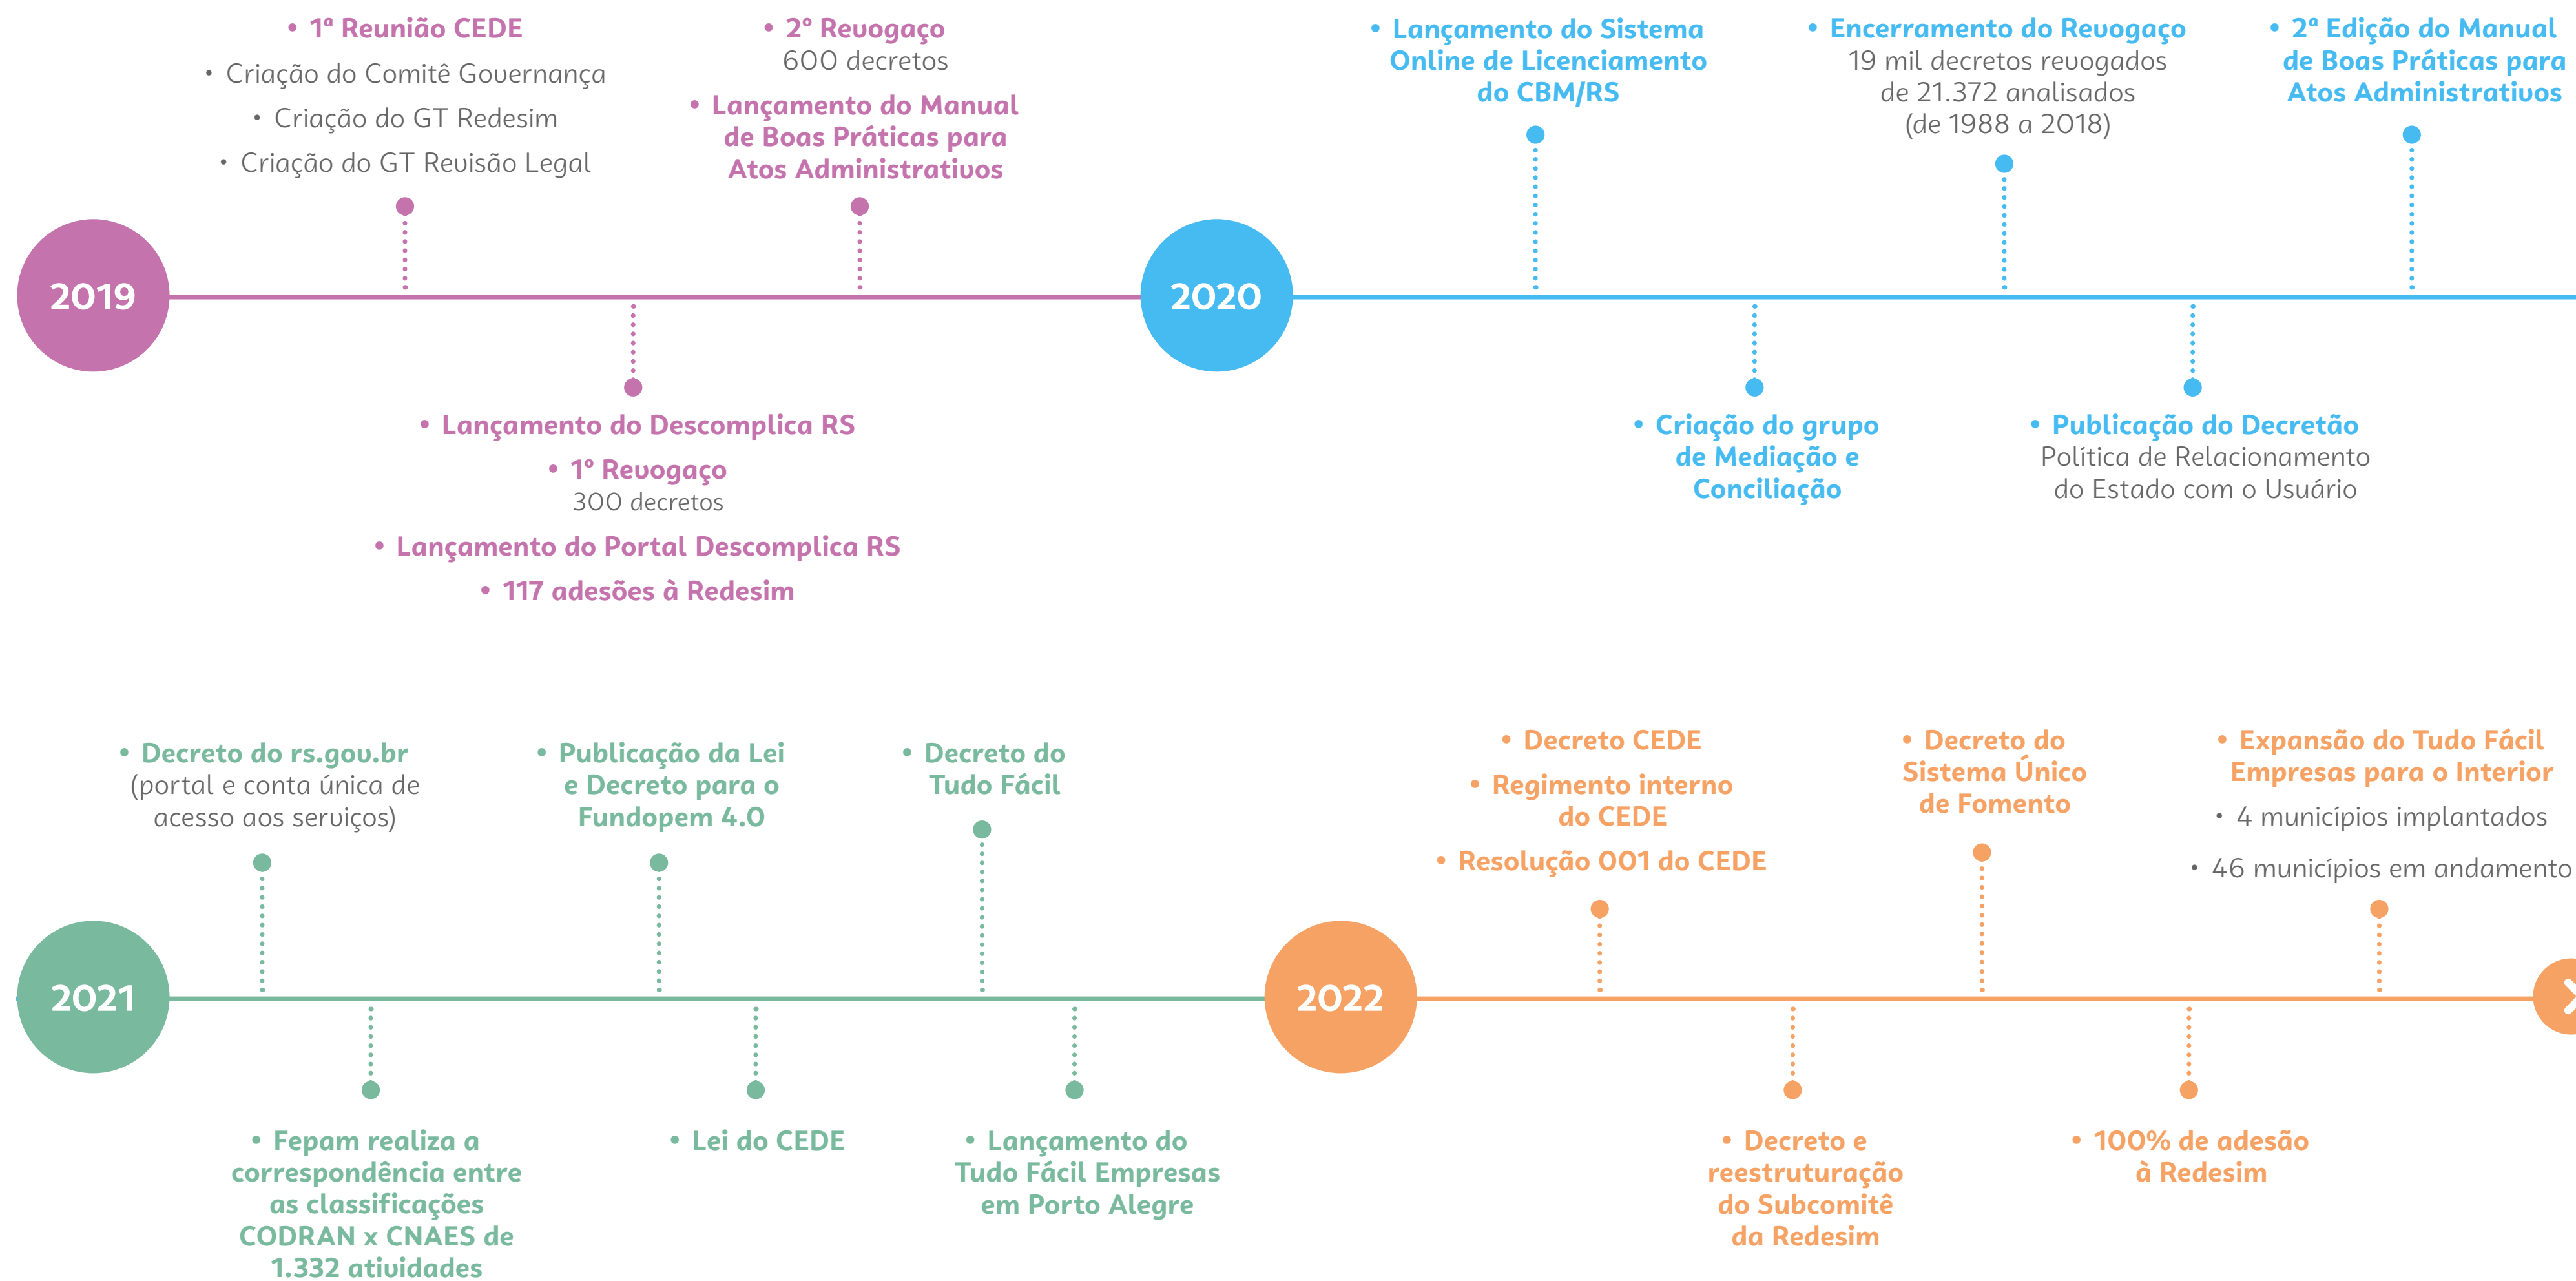 • 1ª Reunião CEDE
• Criação do Comitê Governança
• Criação do GT Redesim
• Criação do GT Revisão Legal
• 2º Revogaço
600 decretos
• Lançamento do Manual
de Boas Práticas para
Atos Administrativos
2019
• Lançamento do Descomplica RS
• 1º Revogaço
300 decretos
• Lançamento do Portal Descomplica RS
• 117 adesões à Redesim
• Lançamento do Sistema
Online de Licenciamento
do CBM/RS
• Encerramento do Revogaço
19 mil decretos revogados
de 21.372 analisados
(de 1988 a 2018)
• 2ª Edição do Manual
de Boas Práticas para
Atos Administrativos
2020
• Criação do grupo
de Mediação e
Conciliação
• Publicação do Decretão
Política de Relacionamento
do Estado com o Usuário
• Decreto do rs.gov.br
(portal e conta única de
acesso aos serviços)
• Publicação da Lei
e Decreto para o
Fundopem 4.0
• Decreto do
Tudo Fácil
2021
• Fepam realiza a
correspondência entre
as classificações
CODRAN x CNAES de
1.332 atividades
• Lei do CEDE
• Lançamento do
Tudo Fácil Empresas
em Porto Alegre
• Decreto CEDE
• Regimento interno
do CEDE
• Resolução 001 do CEDE
• Decreto do
Sistema Único
de Fomento
• Expansão do Tudo Fácil
Empresas para o Interior
• 4 municípios implantados
• 46 municípios em andamento
2022
• Decreto e
reestruturação
do Subcomitê
da Redesim
• 100% de adesão
à Redesim